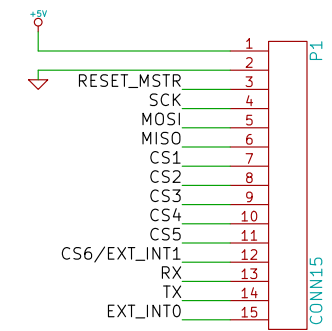 +5V
1
P1
2
RESET_MSTR 3
SCK 4
MOSI 5
MISO 6
CS1 7
CS2 8
CS3 9
CS4 10
CS5 11
CS6/EXT_INT1 12
RX 13
TX 14
EXT_INT0 15
CONN15